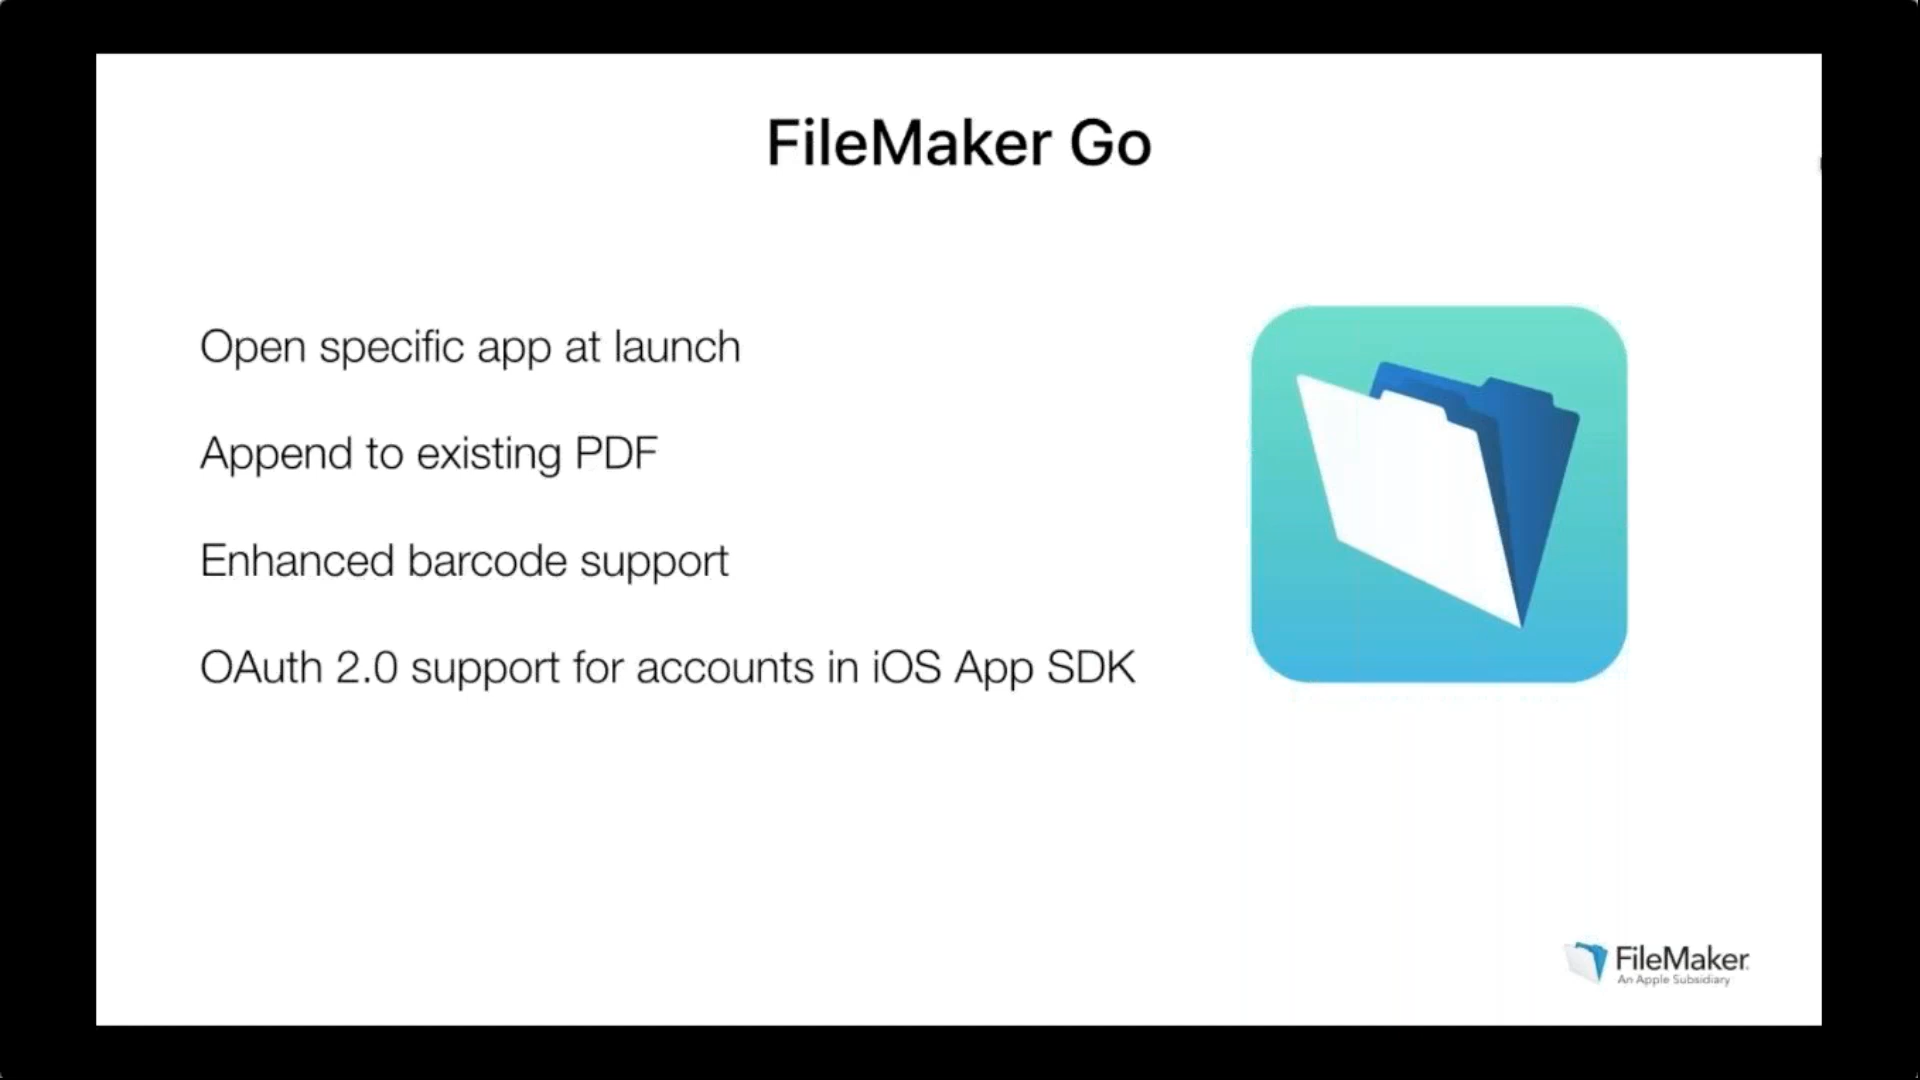 FileMaker Go
Open specific app at launch
Append to existing PDF
Enhanced barcode support
OAuth 2.0 support for accounts in iOS App SDK
FileMaker.
An Apple Subsidiary